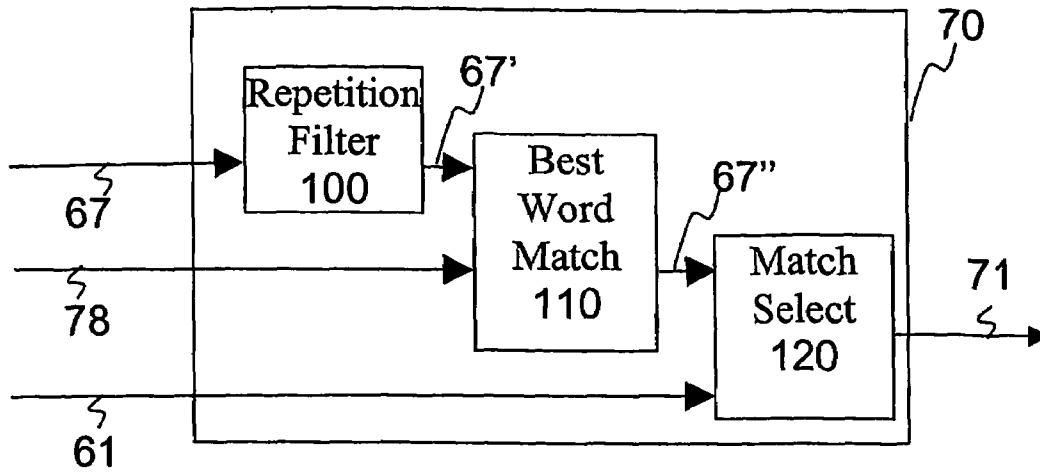 70
67'
Repetition
Filter
100
Best
Word
Match
110
67"
67
Match
Select
120
71
78
61